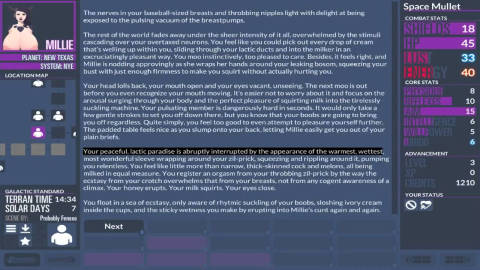 MILLIE
PLANET: NEW TEXAS
SYSTEM: NYE
LOCATION MAP
GALACTIC STANDARD
TERRAN TIME 14:34
SOLAR DAYS 7
SCENE BY: Probably Fenoxo
The nerves in your baseball-sized breasts and throbbing nipples light with delight at being
exposed to the pulsing vacuum of the breastpumps.
The rest of the world fades away under the sheer intensity of it all, overwhelmed by the stimuli
cascading over your overtaxed neurons. You feel like you could pick out every drop of cream
that's welling up within you, sliding through your lactic ducts and into the milker in an
excruciatingly pleasant way. You moo instinctively, too pleased to care. Besides, it feels right, and
Millie is nodding approvingly as she wraps her hands around your leaking bosom, squeezing your
bust with just enough firmness to make you squirt without actually hurting you.
Your head lolls back, your mouth open and your eyes vacant, unseeing. The next moo is out
before you even recognize your mouth moving. It's easier not to worry about it and focus on the
arousal surging through your body and the perfect pleasure of squirting milk into the tirelessly
suckling machine. Your pulsating member is dangerously hard in seconds. It would only take a
few gentle strokes to set you off down there, but you know that your boobs are going to bring
you off regardless. Quite simply, you feel too good to even attempt to pleasure yourself further.
The padded table feels nice as you slump onto your back, letting Millie easily get you out of your
plain briefs.
Your peaceful, lactic paradise is abruptly interrupted by the appearance of the warmest, wettest,
most wonderful sleeve wrapping around your zil-prick, squeezing and rippling around it, pumping
you relentlessly. You feel like little more than narrow, thick-skinned cock and melons, all being
milked in equal measure. You register an orgasm from your throbbing zil-prick by the way the
ecstasy from your crotch overwhelms that from your breasts, not from any cogent awareness of a
climax. Your honey erupts. Your milk squirts. Your eyes close.
You float in a sea of ecstasy, only aware of rhythmic suckling of your boobs, sloshing ivory cream
inside the cups, and the sticky wetness you make by erupting into Millie's cunt again and again.
Next
Space Mullet
COMBAT STATS
SHIELDS 18
HP 45
LUST 33
ENERGY 40
CORE STATS
PHYSIQUE 8
REFLEXES 10
AIM 15
INTELLIGENCE 6
WILLPOWER 5
LIBIDO 6
ADVANCEMENT
LEVEL 3
XP 0
CREDITS 1210
YOUR STATUS